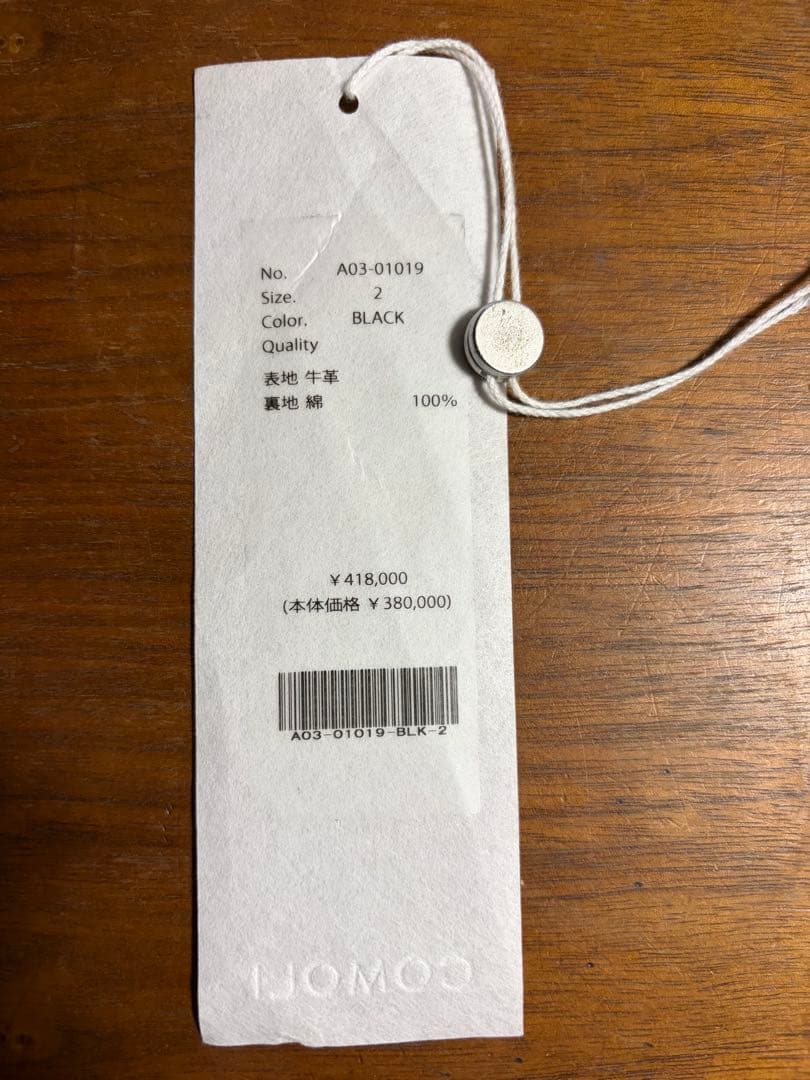 No. A03-01019
Size. 2
Color. BLACK
Quality
表地 牛革
裏地 綿 100%
￥418,000
(本体価格 ￥380,000)
A03-01019-BLK-2
COMOLI